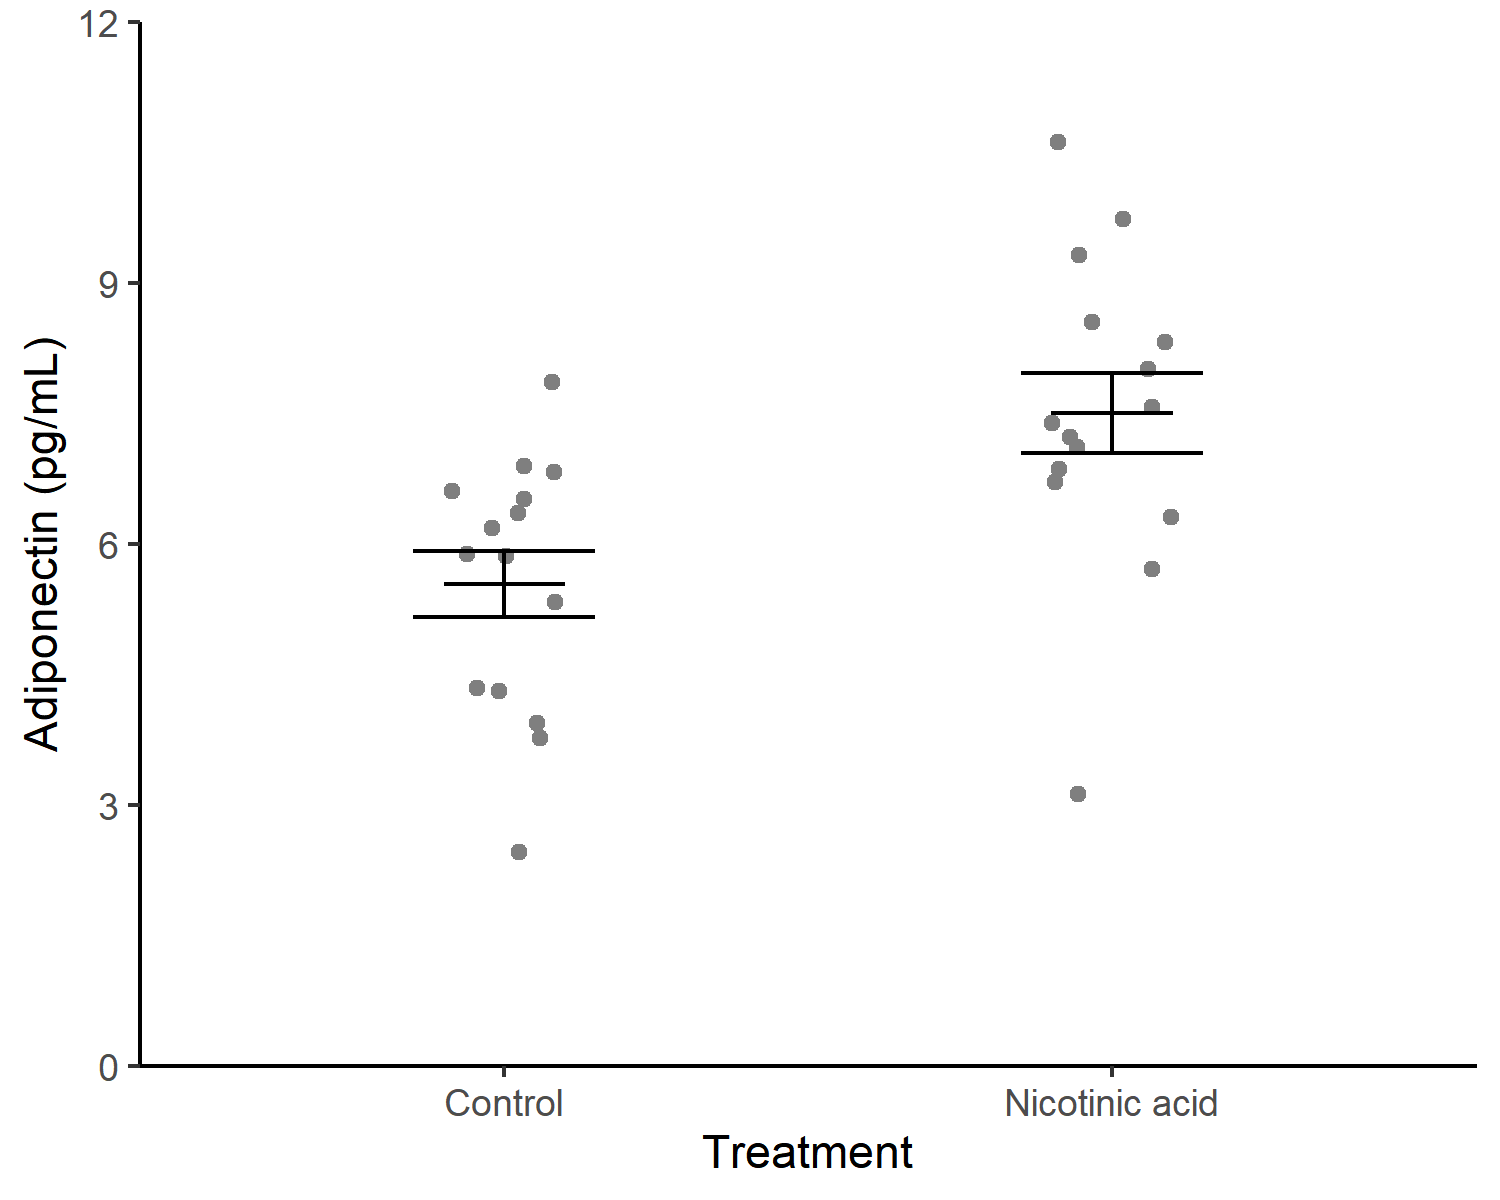 12
9
6
3
0
Adiponectin (pg/mL)
Control
Nicotinic acid
Treatment